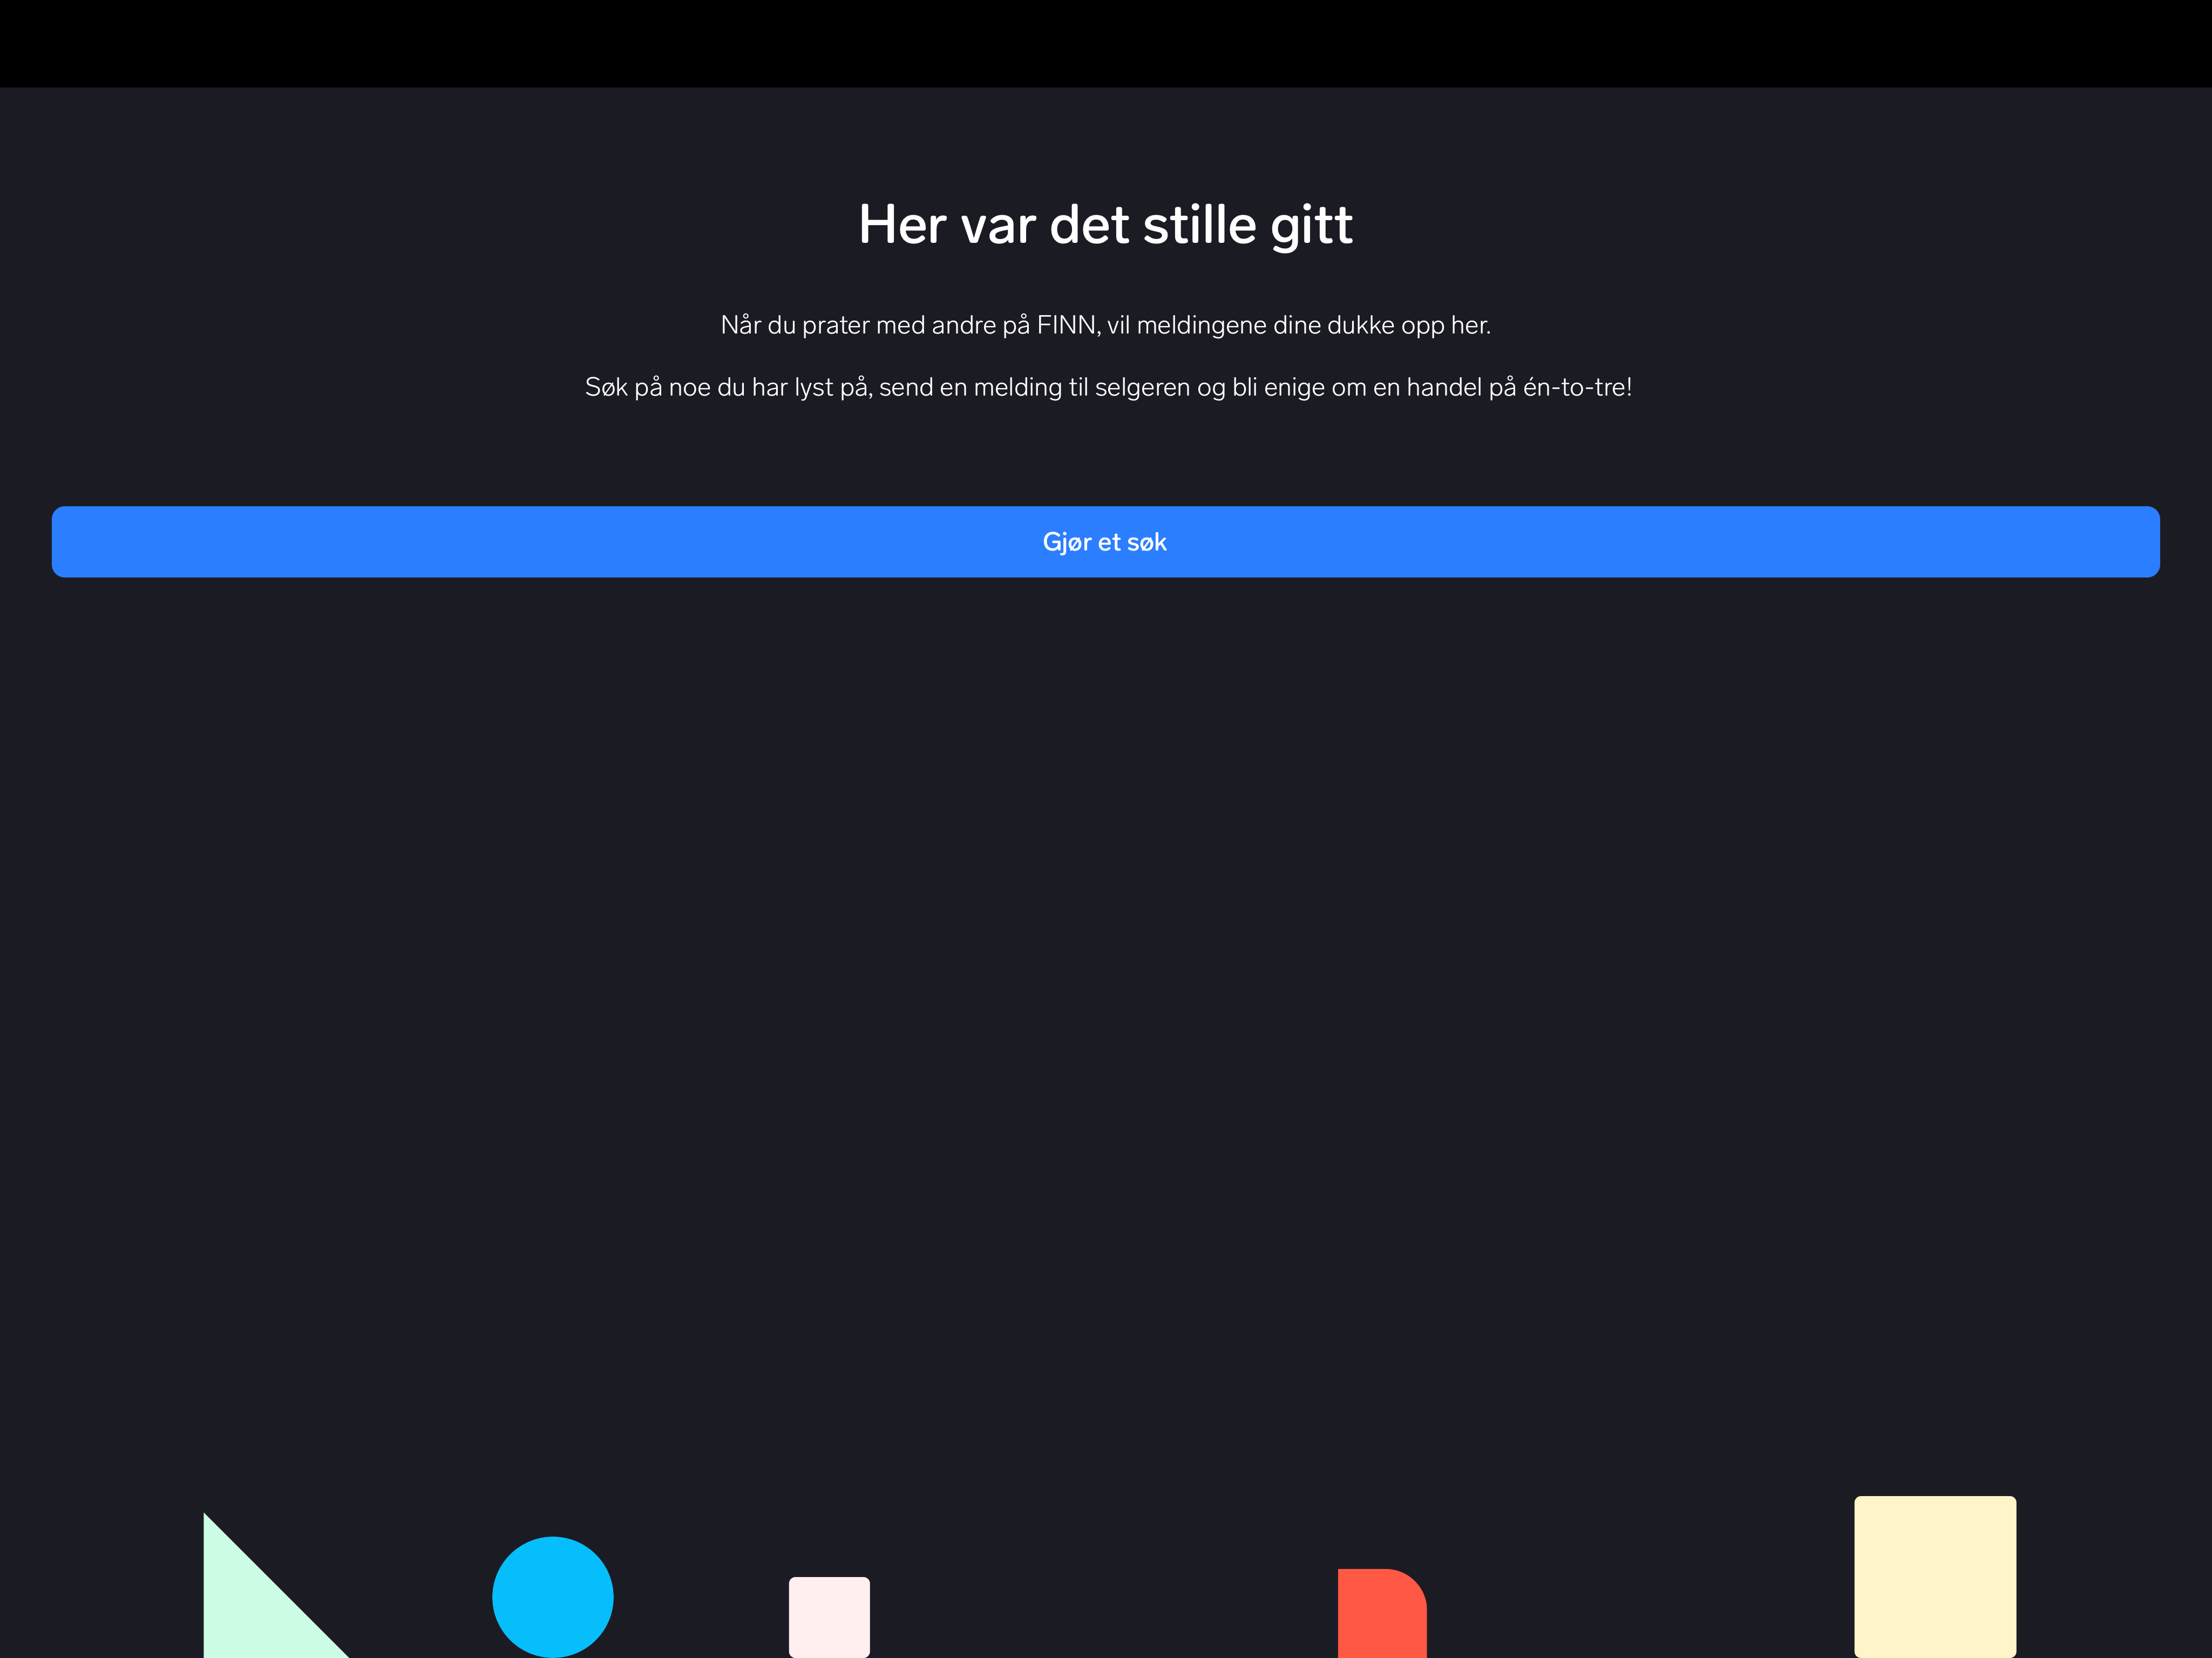 Her var det stille gitt
Når du prater med andre på FINN, vil meldingene dine dukke opp her.
Søk på noe du har lyst på, send en melding til selgeren og bli enige om en handel på én-to-tre!
Gjør et søk